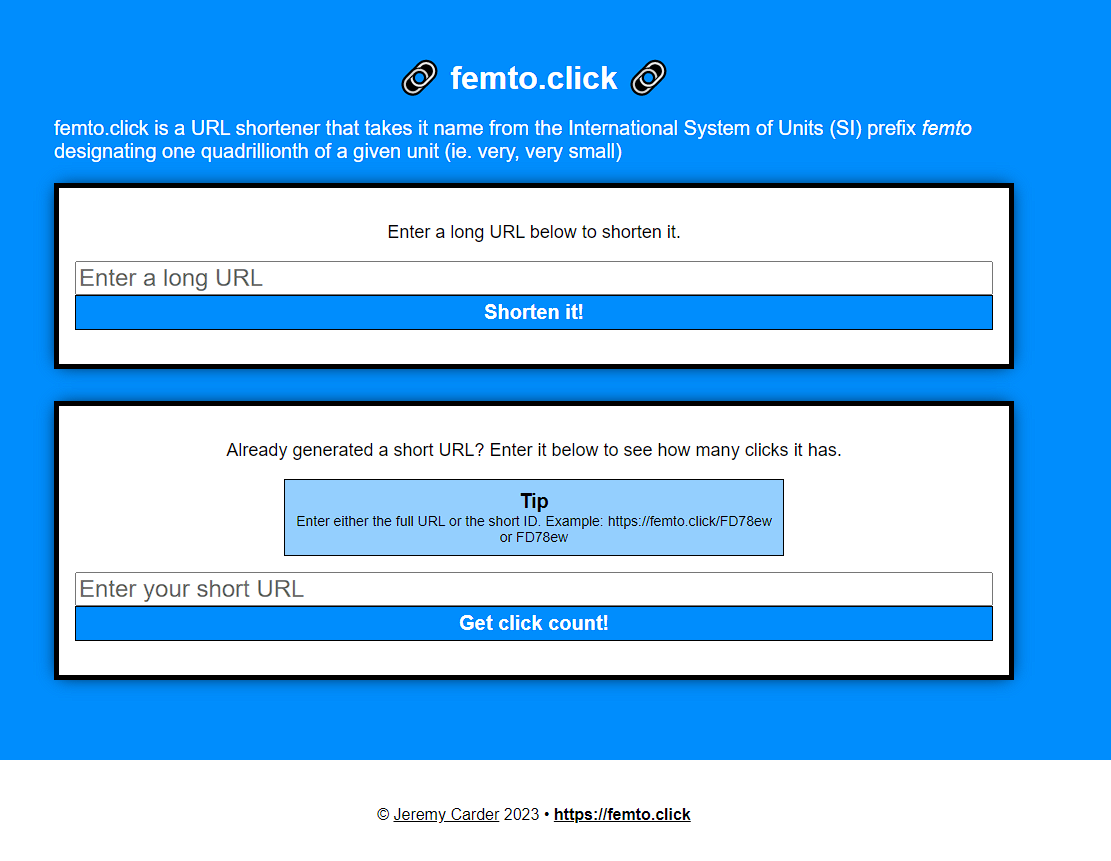 femto.click
femto.click is a URL shortener that takes it name from the International System of Units (SI) prefix femto
designating one quadrillionth of a given unit (ie. very, very small)
Enter a long URL below to shorten it.
Enter a long URL
Shorten it!
Already generated a short URL? Enter it below to see how many clicks it has.
Tip
Enter either the full URL or the short ID. Example: https://femto.click/FD78ew
or FD78ew
Enter your short URL
Get click count!
© Jeremy Carder 2023 • https://femto.click